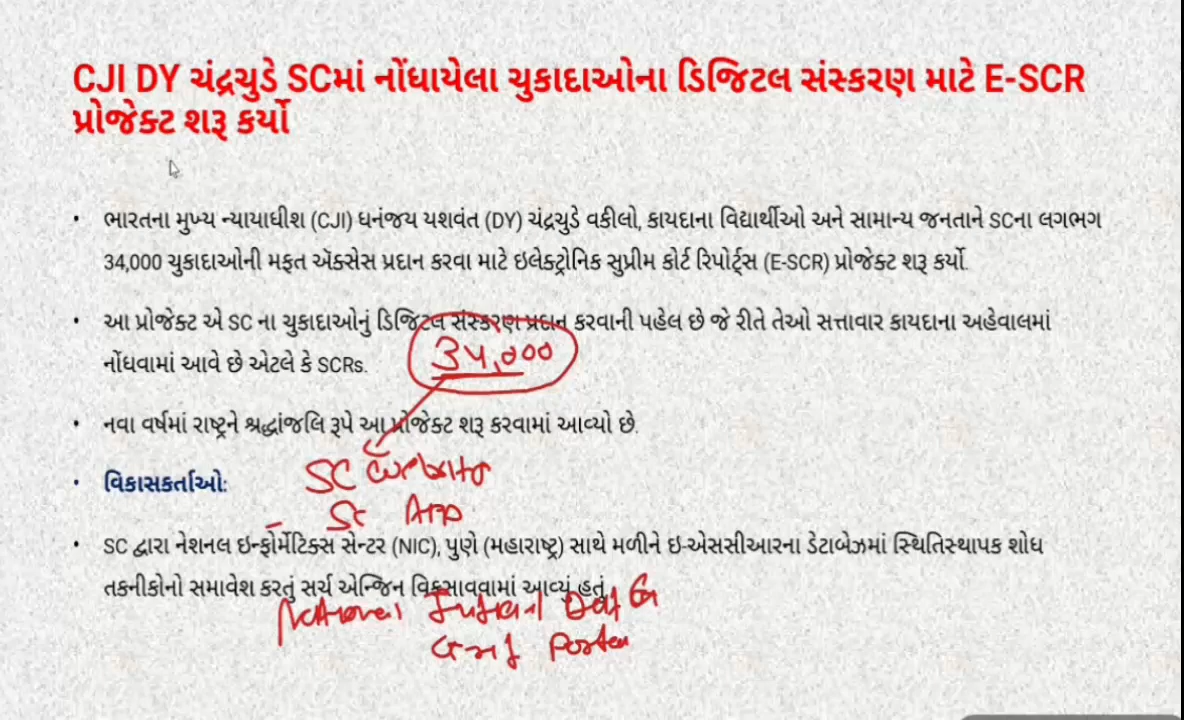 CJI DY ચંદ્રચુડે SCમાં નોંધાયેલા ચુકાદાઓના ડિજિટલ સંસ્કરણ માટે E-SCR
પ્રોજેક્ટ શરૂ કર્યો
• ભારતના મુખ્ય ન્યાયાધીશ (CJI) ધનંજય યશવંત (DY) ચંદ્રચુડે વકીલો, કાયદાના વિદ્યાર્થીઓ અને સામાન્ય જનતાને SCના લગભગ
34,000 ચુકાદાઓની મફત ઍક્સેસ પ્રદાન કરવા માટે ઇલેક્ટ્રોનિક સુપ્રીમ કોર્ટ રિપોર્ટ્સ (E-SCR) પ્રોજેક્ટ શરૂ કર્યો.
• આ પ્રોજેક્ટ એ SC ના ચુકાદાઓનું ડિજિટલ સંસ્કરણ પ્રદાન કરવાની પહેલ છે જે રીતે તેઓ સત્તાવાર કાયદાના અહેવાલમાં
નોંધવામાં આવે છે એટલે કે SCRs.
34,000
• નવા વર્ષમાં રાષ્ટ્રને શ્રદ્ધાંજલિ રૂપે આ પ્રોજેક્ટ શરૂ કરવામાં આવ્યો છે.
SC
• વિકાસકર્તાઓ:
SC App
• SC દ્વારા નેશનલ ઇન્ફોર્મેટિક્સ સેન્ટર (NIC), પુણે (મહારાષ્ટ્ર) સાથે મળીને ઇ-એસસીઆરના ડેટાબેઝમાં સ્થિતિસ્થાપક શોધ
તકનીકોનો સમાવેશ કરતું સર્ચ એન્જિન વિકસાવવામાં આવ્યું હતું.
National